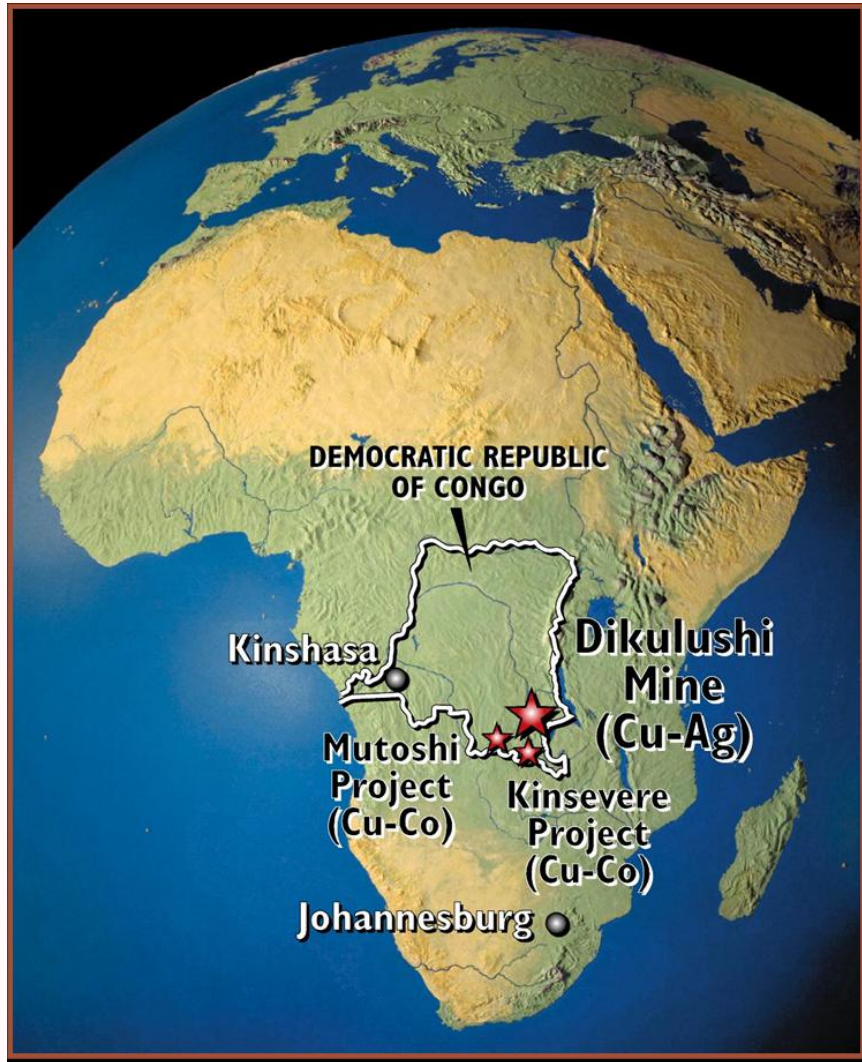 DEMOCRATIC REPUBLIC
OF CONGO
Kinshasa
Dikulushi
Mine
(Cu-Ag)
Mutoshi
Project
(Cu-Co)
Kinsevere
Project
(Cu-Co)
Johannesburg